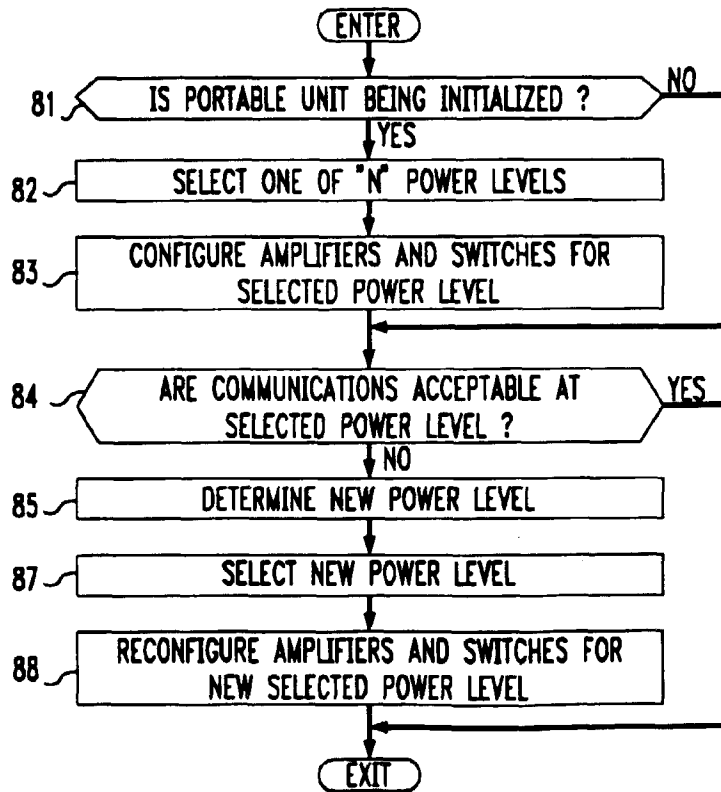 ENTER
81
IS PORTABLE UNIT BEING INITIALIZED ?
NO
YES
82
SELECT ONE OF "N" POWER LEVELS
83
CONFIGURE AMPLIFIERS AND SWITCHES FOR
SELECTED POWER LEVEL
84
ARE COMMUNICATIONS ACCEPTABLE AT
SELECTED POWER LEVEL ?
YES
NO
85
DETERMINE NEW POWER LEVEL
87
SELECT NEW POWER LEVEL
88
RECONFIGURE AMPLIFIERS AND SWITCHES FOR
NEW SELECTED POWER LEVEL
EXIT